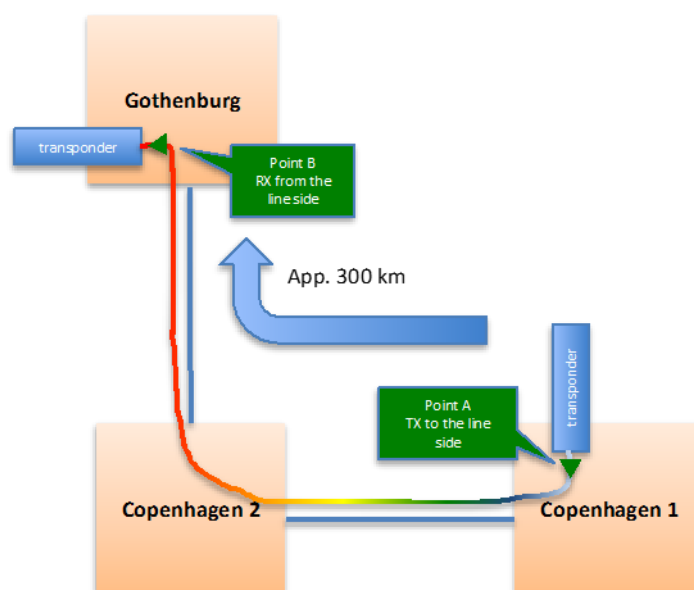 Gothenburg
transponder
Point B
RX from the
line side
App. 300 km
transponder
Point A
TX to the line
side
Copenhagen 2
Copenhagen 1